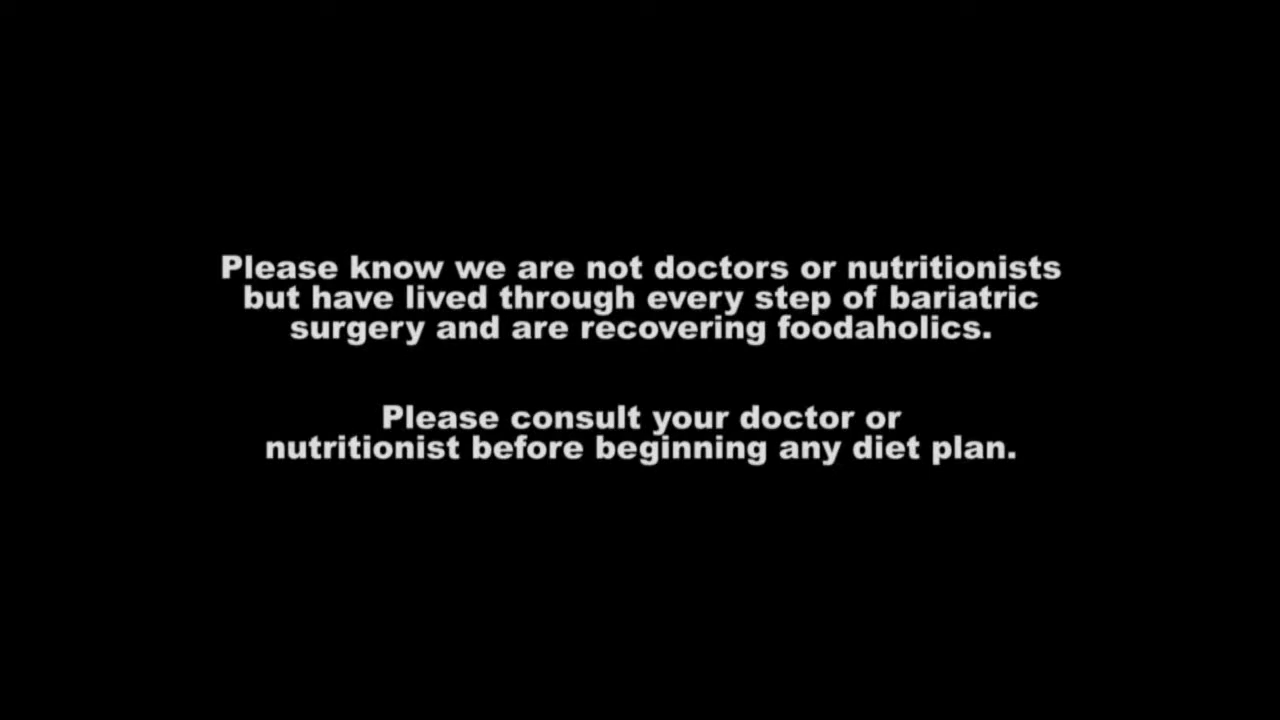 Please know we are not doctors or nutritionists
but have lived through every step of bariatric
surgery and are recovering foodaholics.
Please consult your doctor or
nutritionist before beginning any diet plan.